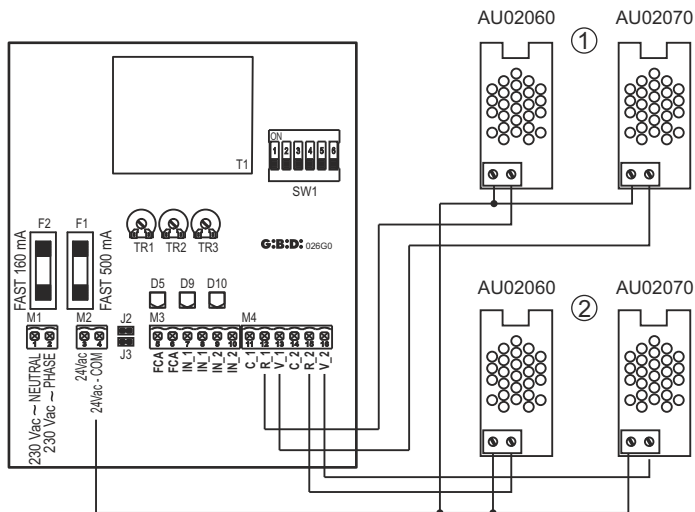 AU02060
1
AU02070
T1
ON
1 2 3 4 5 6
SW1
F2
F1
FAST 160 mA
FAST 500 mA
TR1 TR2 TR3
G:B:D: 026G0
D5 D9 D10
M1
M2
J2
J3
M3
M4
1 2
3 4
5 6 7 8 9 10
11 12 13 14 15 16
230 Vac ~ NEUTRAL
230 Vac ~ PHASE
24Vac
24Vac - COM
FCA
FCA
IN_1
IN_1
IN_2
IN_2
C_1
R_1
V_1
C_2
R_2
V_2
AU02060
2
AU02070